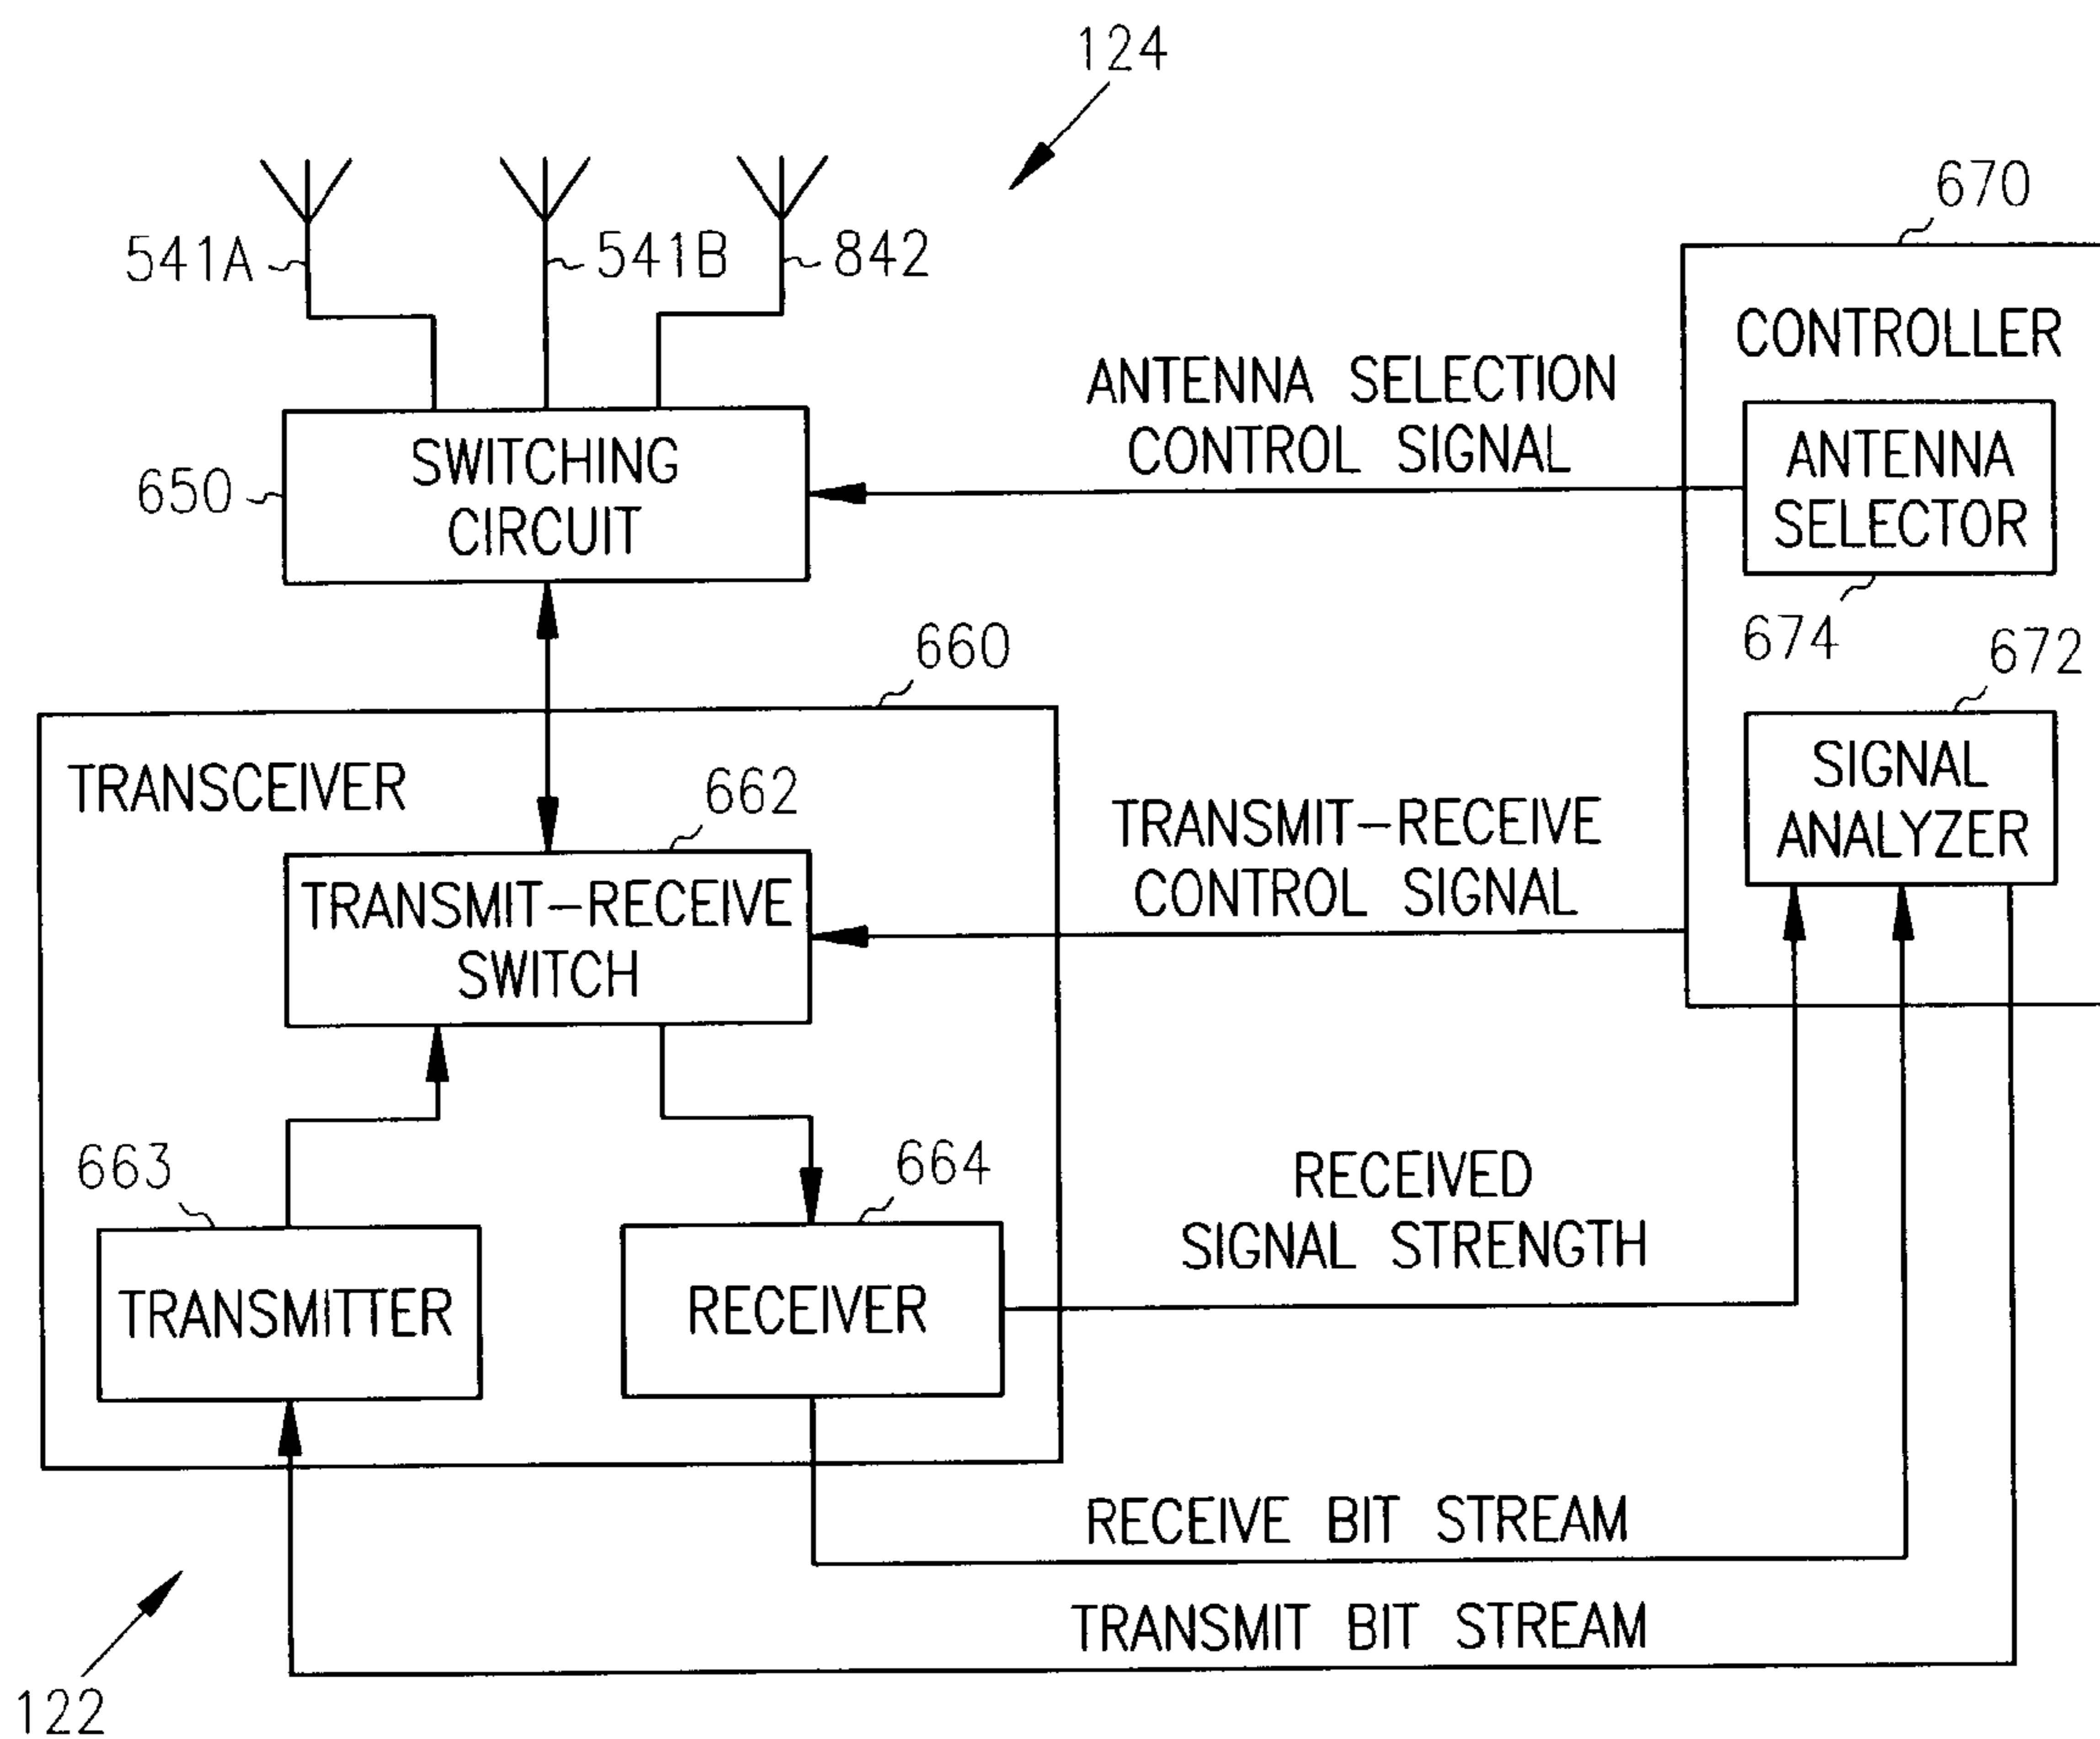 124
541A
541B
842
670
CONTROLLER
ANTENNA SELECTION
CONTROL SIGNAL
ANTENNA
SELECTOR
674
SWITCHING
CIRCUIT
650
660
672
TRANSCEIVER
662
SIGNAL
ANALYZER
TRANSMIT-RECEIVE
CONTROL SIGNAL
TRANSMIT-RECEIVE
SWITCH
663
664
RECEIVED
SIGNAL STRENGTH
TRANSMITTER
RECEIVER
RECEIVE BIT STREAM
TRANSMIT BIT STREAM
122